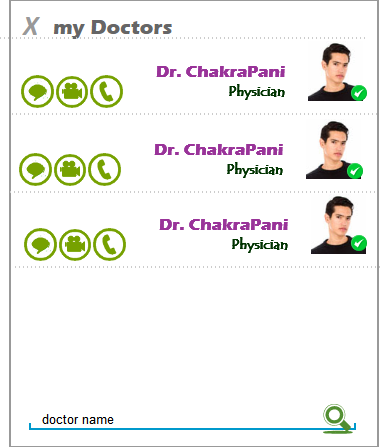 X my Doctors
Dr. ChakraPani
Physician
Dr. ChakraPani
Physician
Dr. ChakraPani
Physician
doctor name